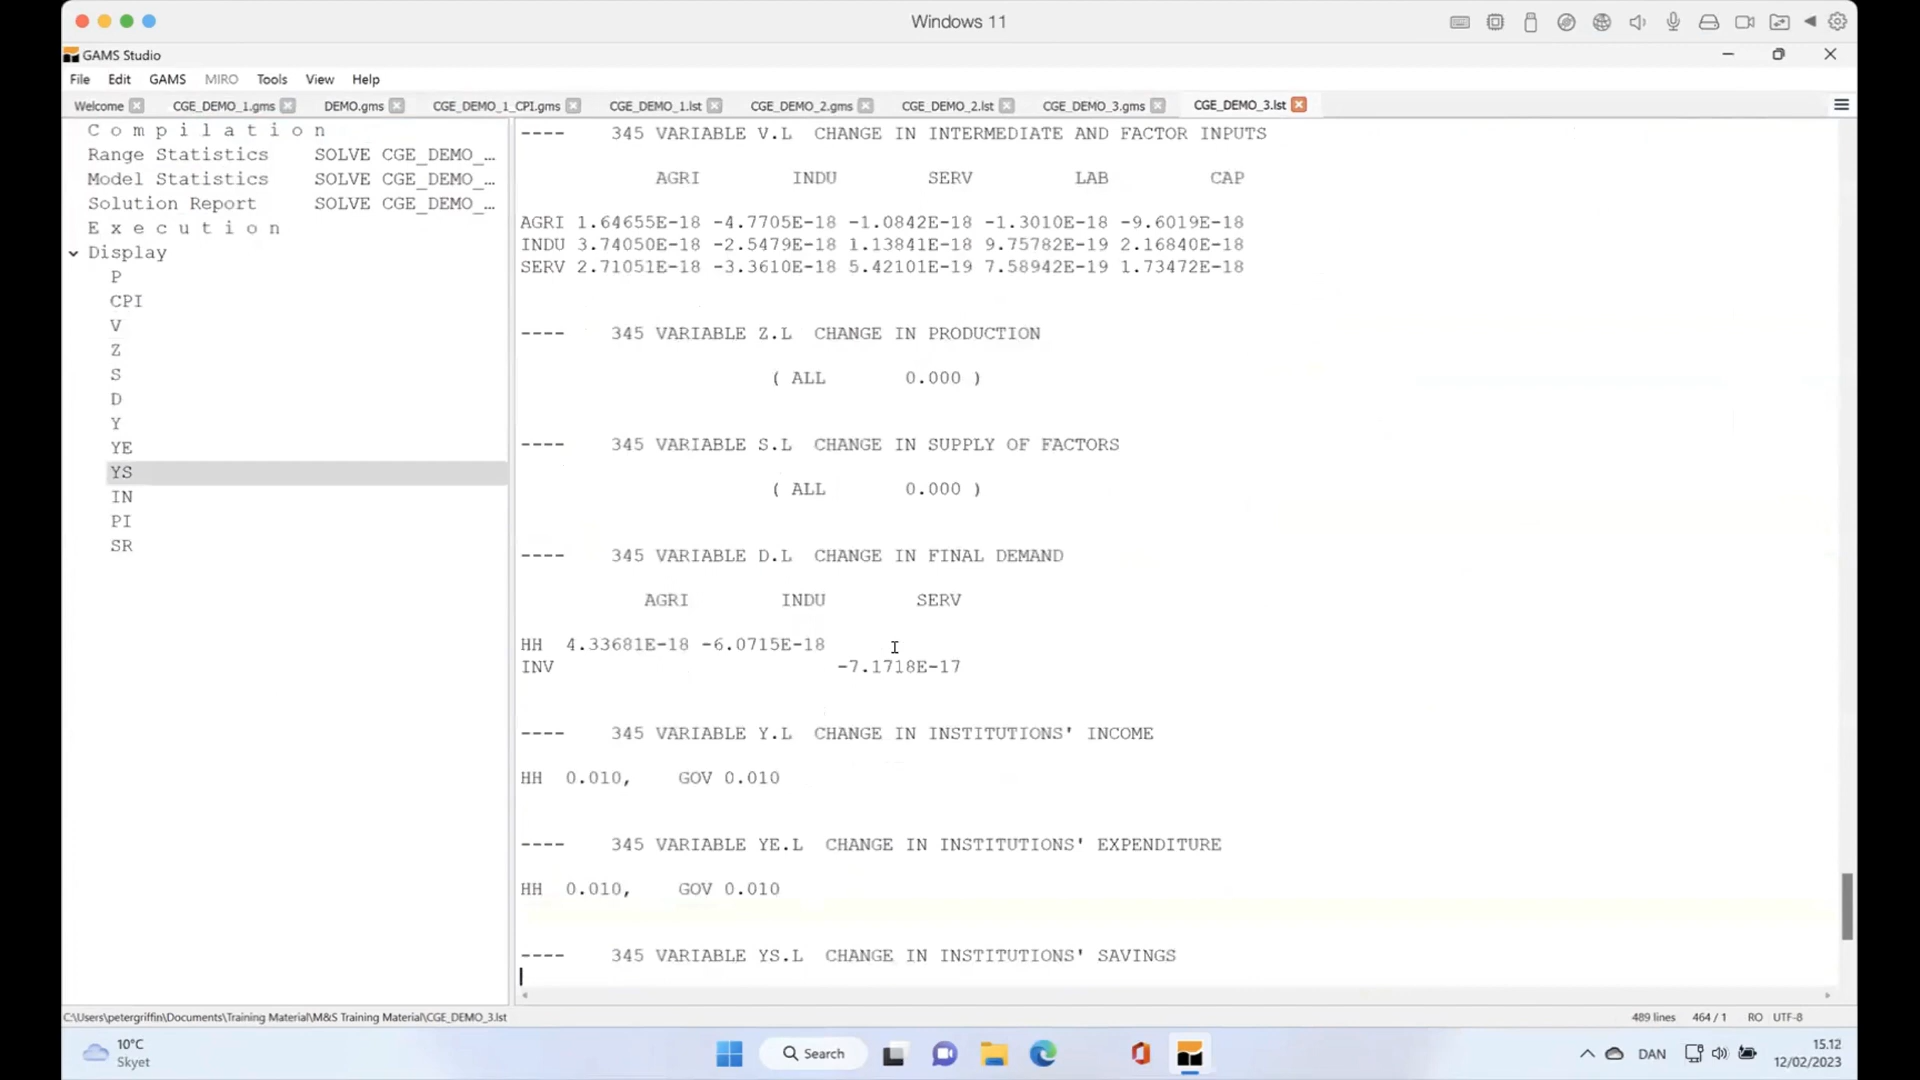 Windows 11
GAMS Studio
File Edit GAMS MIRO Tools View Help
Welcome CGE_DEMO_1.gms DEMO.gms CGE_DEMO_1_CPI.gms CGE_DEMO_1.lst CGE_DEMO_2.gms CGE_DEMO_2.lst CGE_DEMO_3.gms CGE_DEMO_3.lst
C o m p i l a t i o n
Range Statistics SOLVE CGE_DEMO_…
Model Statistics SOLVE CGE_DEMO_…
Solution Report SOLVE CGE_DEMO_…
E x e c u t i o n
Display
P
CPI
V
Z
S
D
Y
YE
YS
IN
PI
SR
---- 345 VARIABLE V.L CHANGE IN INTERMEDIATE AND FACTOR INPUTS
AGRI INDU SERV LAB CAP
AGRI 1.64655E-18 -4.7705E-18 -1.0842E-18 -1.3010E-18 -9.6019E-18
INDU 3.74050E-18 -2.5479E-18 1.13841E-18 9.75782E-19 2.16840E-18
SERV 2.71051E-18 -3.3610E-18 5.42101E-19 7.58942E-19 1.73472E-18
---- 345 VARIABLE Z.L CHANGE IN PRODUCTION
( ALL 0.000 )
---- 345 VARIABLE S.L CHANGE IN SUPPLY OF FACTORS
( ALL 0.000 )
---- 345 VARIABLE D.L CHANGE IN FINAL DEMAND
AGRI INDU SERV
HH 4.33681E-18 -6.0715E-18
INV -7.1718E-17
---- 345 VARIABLE Y.L CHANGE IN INSTITUTIONS' INCOME
HH 0.010, GOV 0.010
---- 345 VARIABLE YE.L CHANGE IN INSTITUTIONS' EXPENDITURE
HH 0.010, GOV 0.010
---- 345 VARIABLE YS.L CHANGE IN INSTITUTIONS' SAVINGS
C:\Users\petergriffin\Documents\Training Material\M&S Training Material\CGE_DEMO_3.lst 489 lines 464 / 1 RO UTF-8
10°C
Skyet
Search
DAN
15.12
12/02/2023